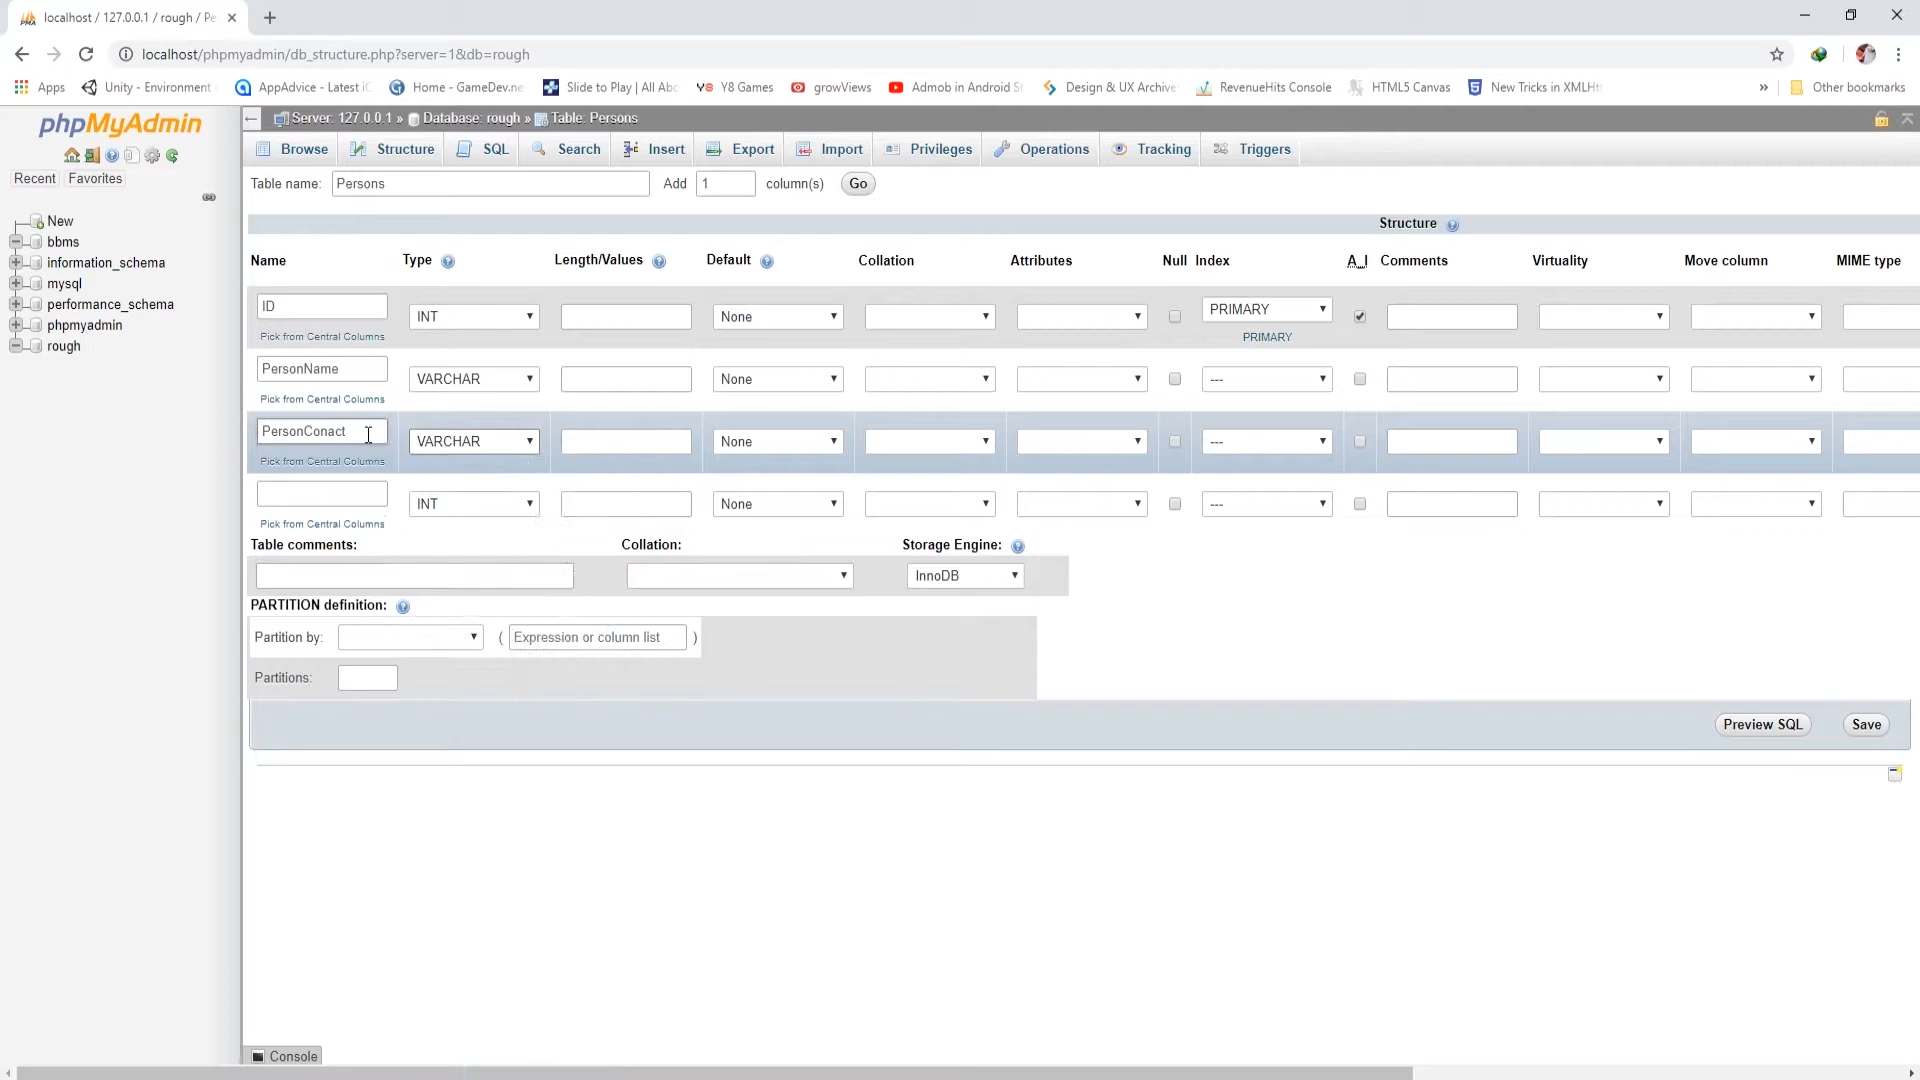 localhost / 127.0.0.1 / rough / Pe
localhost/phpmyadmin/db_structure.php?server=1&db=rough
Apps
Unity - Environment
AppAdvice - Latest iO
Home - GameDev.ne
Slide to Play | All Abo
Y8 Games
growViews
Admob in Android S
Design & UX Archive
RevenueHits Console
HTML5 Canvas
New Tricks in XMLHt
»
Other bookmarks
phpMyAdmin
Server: 127.0.0.1 » Database: rough » Table: Persons
Browse
Structure
SQL
Search
Insert
Export
Import
Privileges
Operations
Tracking
Triggers
Recent
Favorites
New
bbms
information_schema
mysql
performance_schema
phpmyadmin
rough
Table name:
Persons
Add
1
column(s)
Go
Structure
Name
Type
Length/Values
Default
Collation
Attributes
Null
Index
A_I
Comments
Virtuality
Move column
MIME type
ID
INT
None
PRIMARY
Pick from Central Columns
PRIMARY
PersonName
VARCHAR
None
---
Pick from Central Columns
PersonConact
VARCHAR
None
---
Pick from Central Columns
INT
None
---
Pick from Central Columns
Table comments:
Collation:
Storage Engine:
InnoDB
PARTITION definition:
Partition by:
(
Expression or column list
)
Partitions:
Preview SQL
Save
Console